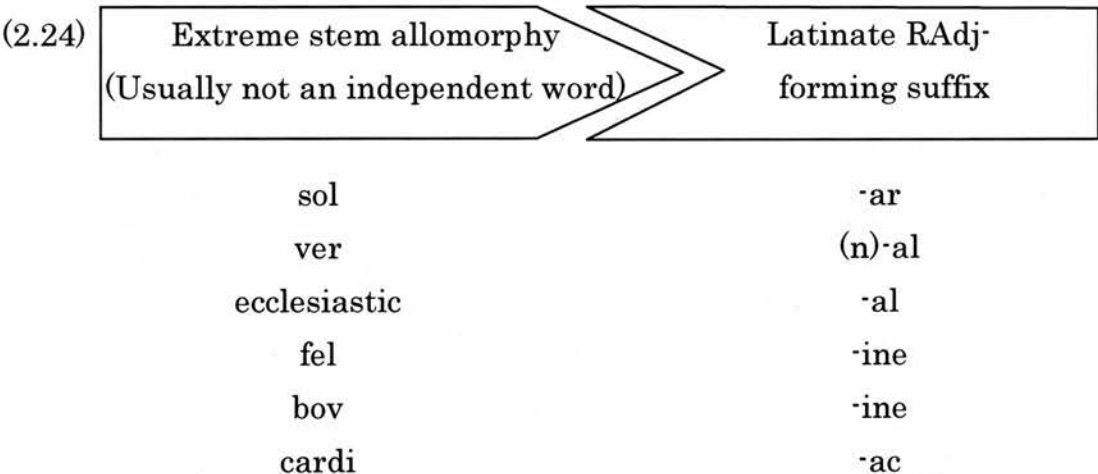 (2.24) Extreme stem allomorphy Latinate RAdj-
(Usually not an independent word) forming suffix
sol -ar
ver (n)-al
ecclesiastic -al
fel -ine
bov -ine
cardi -ac